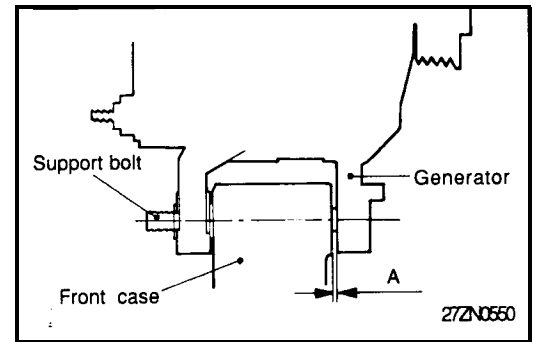 Support bolt
Generator
A
Front case
27ZN0550